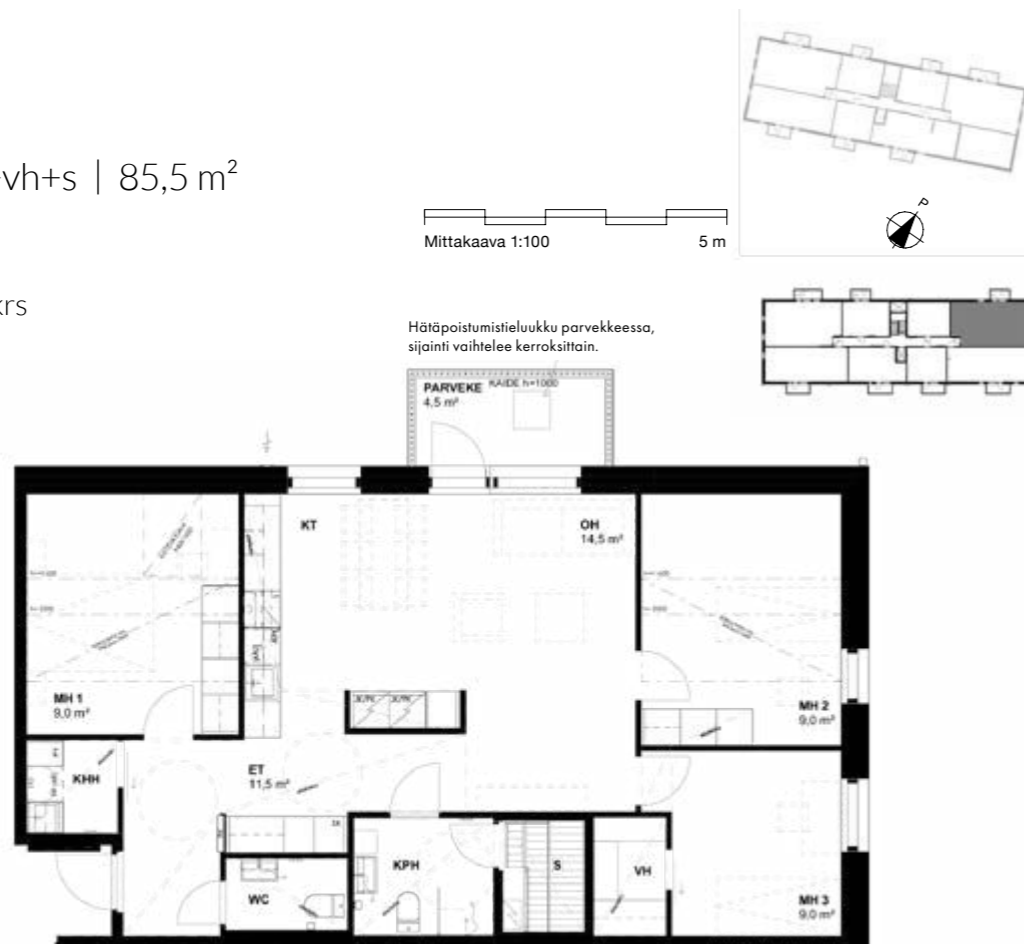 vh+s | 85,5 m²
krs
Mittakaava 1:100 5 m
P
Hätäpoistumistieluukku parvekkeessa,
sijainti vaihtelee kerroksittain.
PARVEKE KAIDE h=1000
4,5 m²
KT
OH
14,5 m²
MH 1
9,0 m²
MH 2
9,0 m²
KHH
ET
11,5 m²
KPH
S
VH
WC
MH 3
9,0 m²